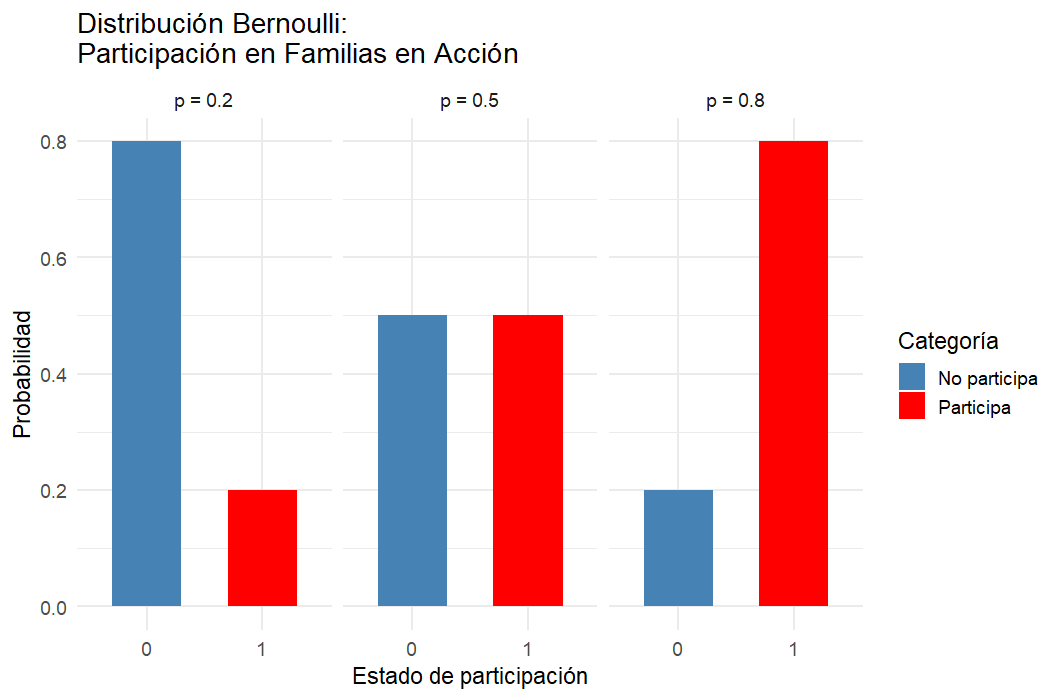 Distribución Bernoulli:
Participación en Familias en Acción
p = 0.2
p = 0.5
p = 0.8
Probabilidad
0.8
0.6
0.4
0.2
0.0
0
1
0
1
0
1
Estado de participación
Categoría
No participa
Participa